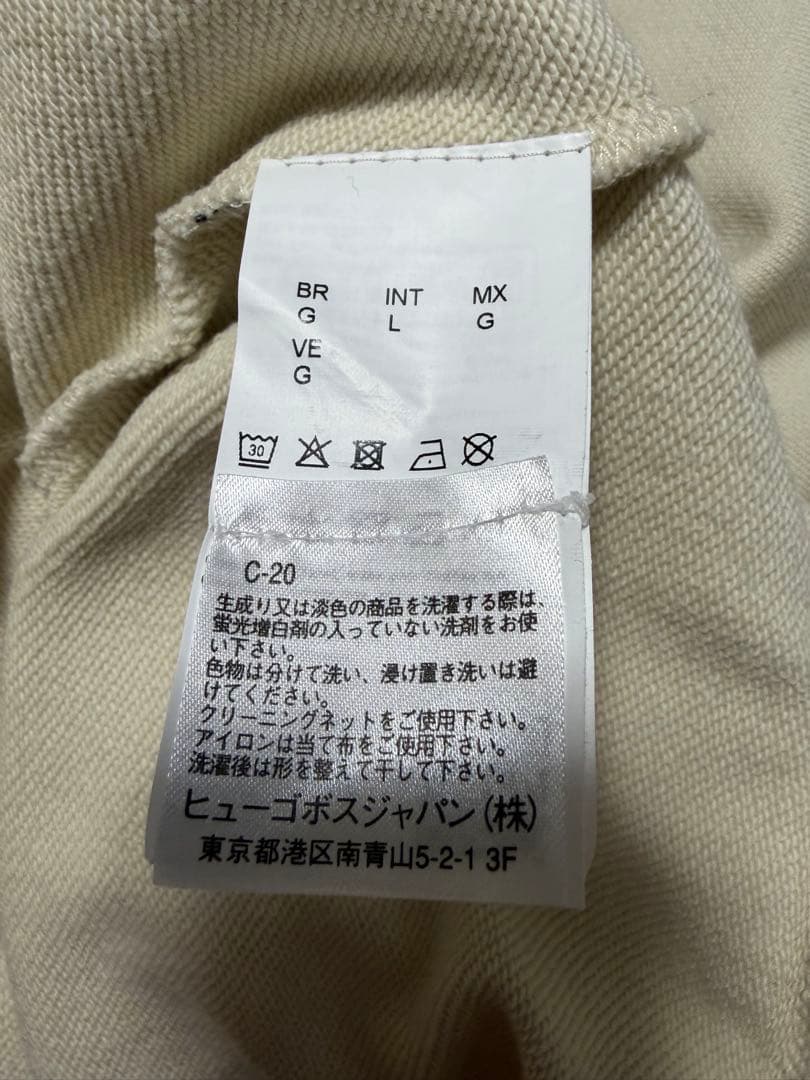 BR INT MX
G L G
VE
G
30
C-20
生成り又は淡色の商品を洗濯する際は、
蛍光増白剤の入っていない洗剤をお使
い下さい。
色物は分けて洗い、浸け置き洗いは避
けてください。
クリーニングネットをご使用下さい。
アイロンは当て布をご使用下さい。
洗濯後は形を整えて干して下さい。
ヒューゴボスジャパン(株)
東京都港区南青山5-2-1 3F